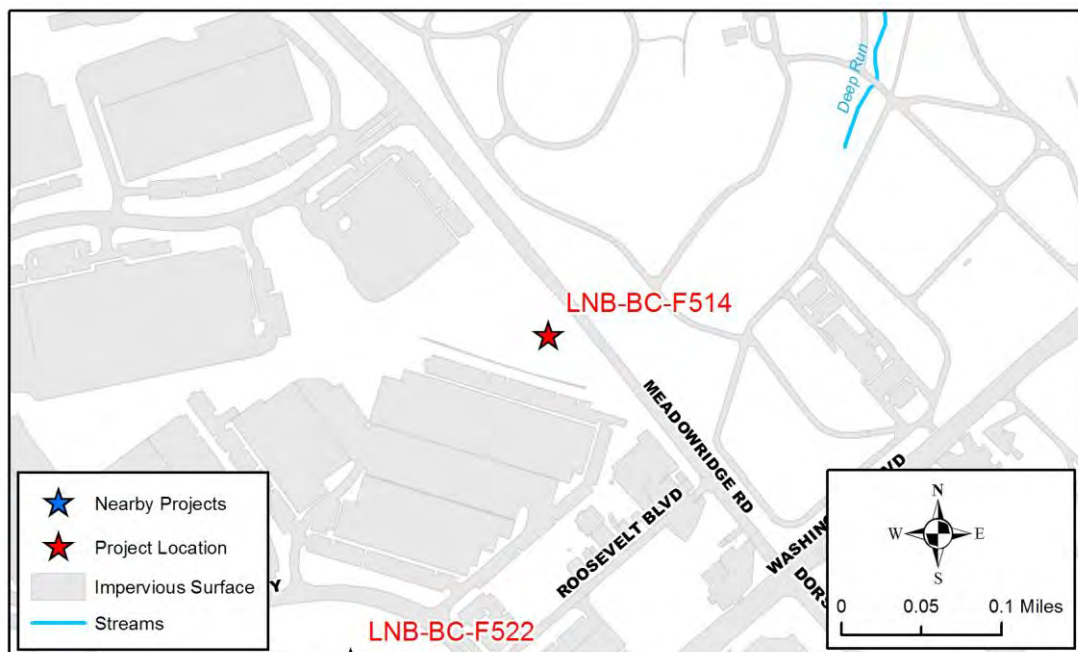 Deep Run
LNB-BC-F514
MEADOWRIDGE RD
ROOSEVELT BLVD
LNB-BC-F522
Nearby Projects
Project Location
Impervious Surface
Streams
N
W E
S
0 0.05 0.1 Miles